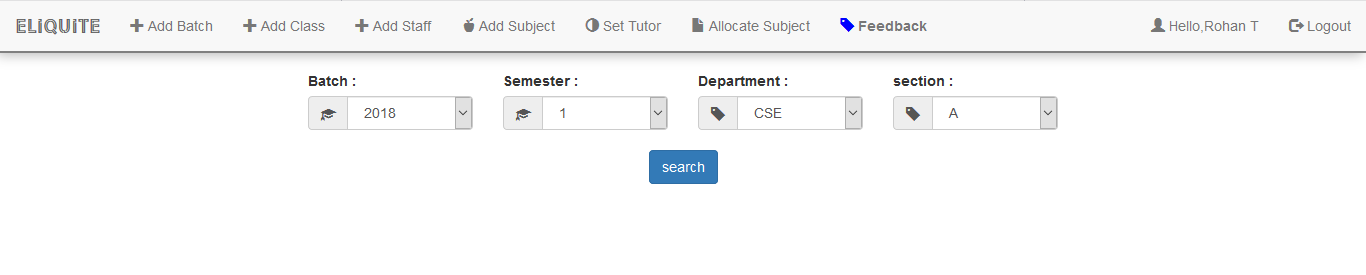 ELiQUiTE Add Batch Add Class Add Staff Add Subject Set Tutor Allocate Subject Feedback Hello,Rohan T Logout
Batch : Semester : Department : section :
2018 1 CSE A
search